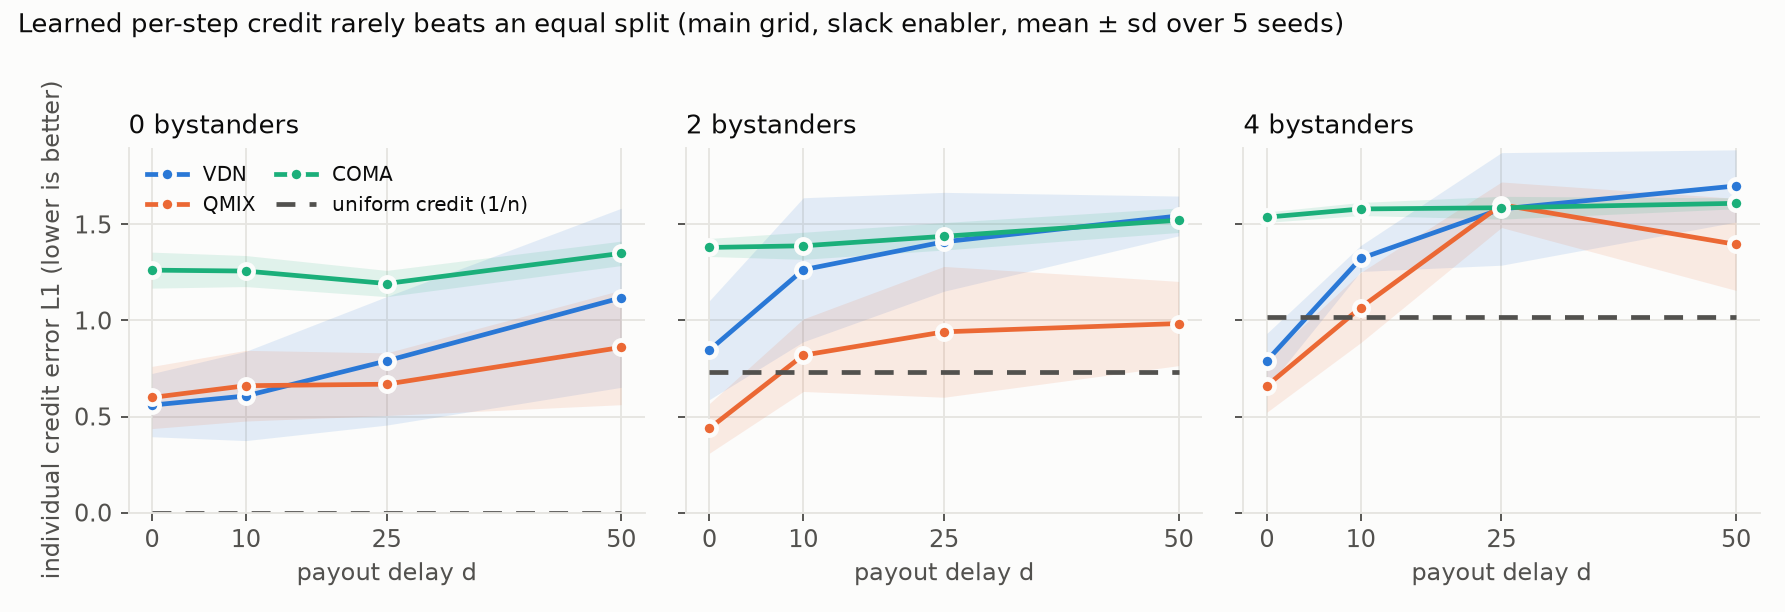 Learned per-step credit rarely beats an equal split (main grid, slack enabler, mean ± sd over 5 seeds)
individual credit error L1 (lower is better)
0 bystanders
VDN
COMA
QMIX
uniform credit (1/n)
1.5
1.0
0.5
0.0
0
10
25
50
payout delay d
2 bystanders
0
10
25
50
payout delay d
4 bystanders
0
10
25
50
payout delay d